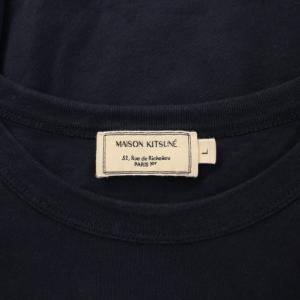 MAISON KITSUNÉ
52, Rue de Richelieu
PARIS 1er
L